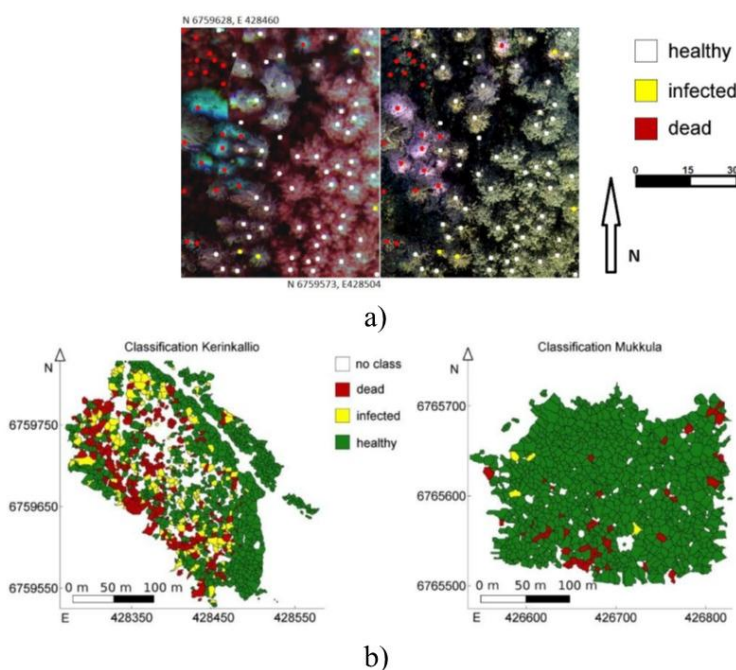 N 6759628, E 428460
healthy
infected
dead
0 15 30
N
N 6759573, E428504
a)
Classification Kerinkallio
N
no class
dead
infected
healthy
6759750
6759650
6759550
0 m 50 m 100 m
E 428350 428450 428550
Classification Mukkula
N
6765700
6765600
6765500
0 m 50 m 100 m
E 426600 426700 426800
b)